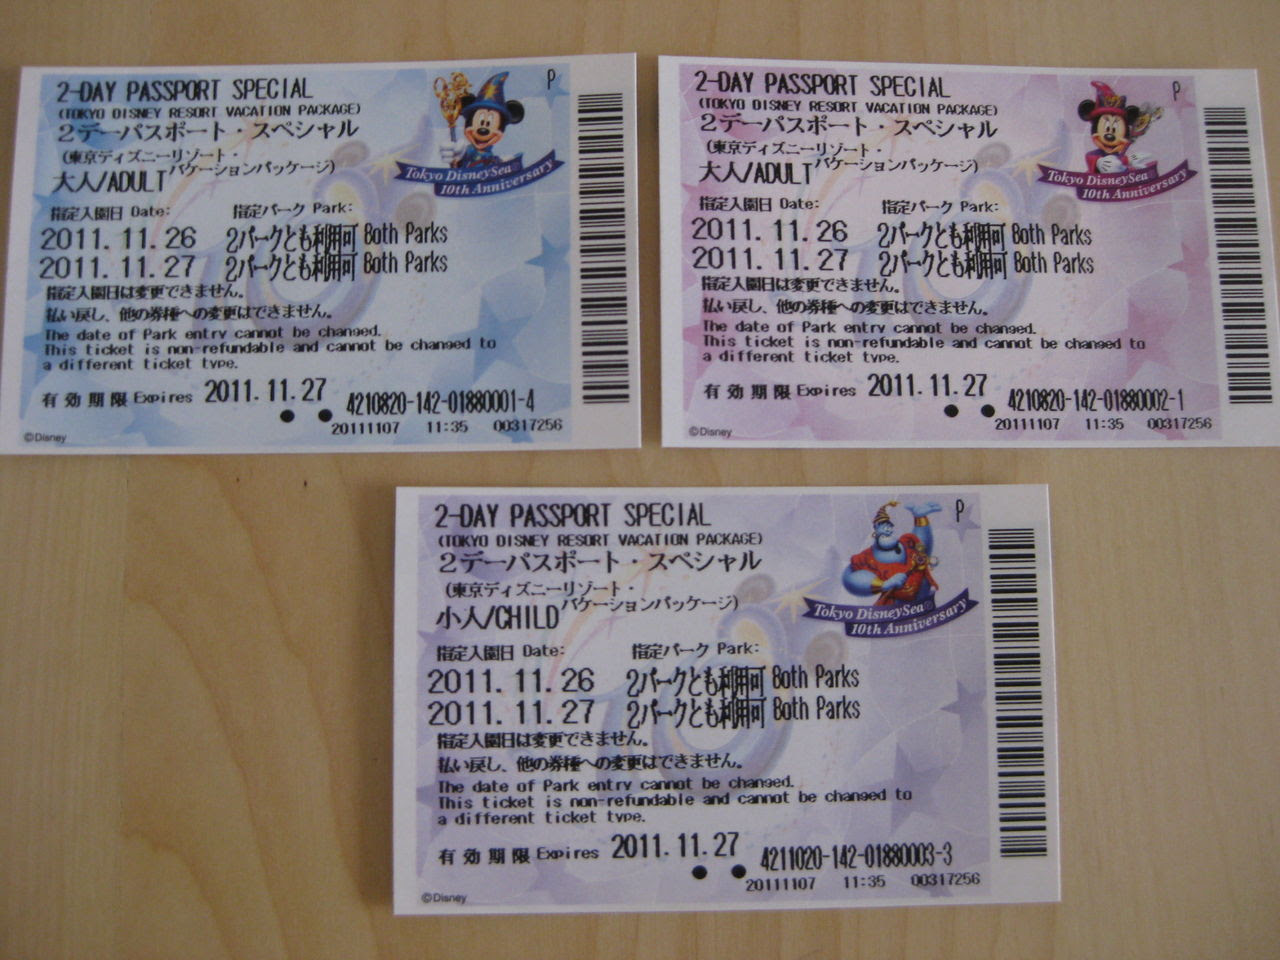 2-DAY PASSPORT SPECIAL
P
(TOKYO DISNEY RESORT VACATION PACKAGE)
2デーパスポート・スペシャル
(東京ディズニーリゾート・
バケーションパッケージ)
大人/ADULT
Tokyo DisneySea®
10th Anniversary
指定入園日 Date: 指定パーク Park:
2011.11.26 2パークとも利用可 Both Parks
2011.11.27 2パークとも利用可 Both Parks
指定入園日は変更できません。
払い戻し、他の券種への変更はできません。
The date of Park entry cannot be changed.
This ticket is non-refundable and cannot be changed to
a different ticket type.
有効期限 Expires 2011.11.27
4210820-142-01880001-4
©Disney
20111107 11:35 00317256
2-DAY PASSPORT SPECIAL
P
(TOKYO DISNEY RESORT VACATION PACKAGE)
2デーパスポート・スペシャル
(東京ディズニーリゾート・
バケーションパッケージ)
大人/ADULT
Tokyo DisneySea®
10th Anniversary
指定入園日 Date: 指定パーク Park:
2011.11.26 2パークとも利用可 Both Parks
2011.11.27 2パークとも利用可 Both Parks
指定入園日は変更できません。
払い戻し、他の券種への変更はできません。
The date of Park entry cannot be changed.
This ticket is non-refundable and cannot be changed to
a different ticket type.
有効期限 Expires 2011.11.27
4210820-142-01880002-1
©Disney
20111107 11:35 00317256
2-DAY PASSPORT SPECIAL
P
(TOKYO DISNEY RESORT VACATION PACKAGE)
2デーパスポート・スペシャル
(東京ディズニーリゾート・
バケーションパッケージ)
小人/CHILD
Tokyo DisneySea®
10th Anniversary
指定入園日 Date: 指定パーク Park:
2011.11.26 2パークとも利用可 Both Parks
2011.11.27 2パークとも利用可 Both Parks
指定入園日は変更できません。
払い戻し、他の券種への変更はできません。
The date of Park entry cannot be changed.
This ticket is non-refundable and cannot be changed to
a different ticket type.
有効期限 Expires 2011.11.27
4211020-142-01880003-3
©Disney
20111107 11:35 00317256